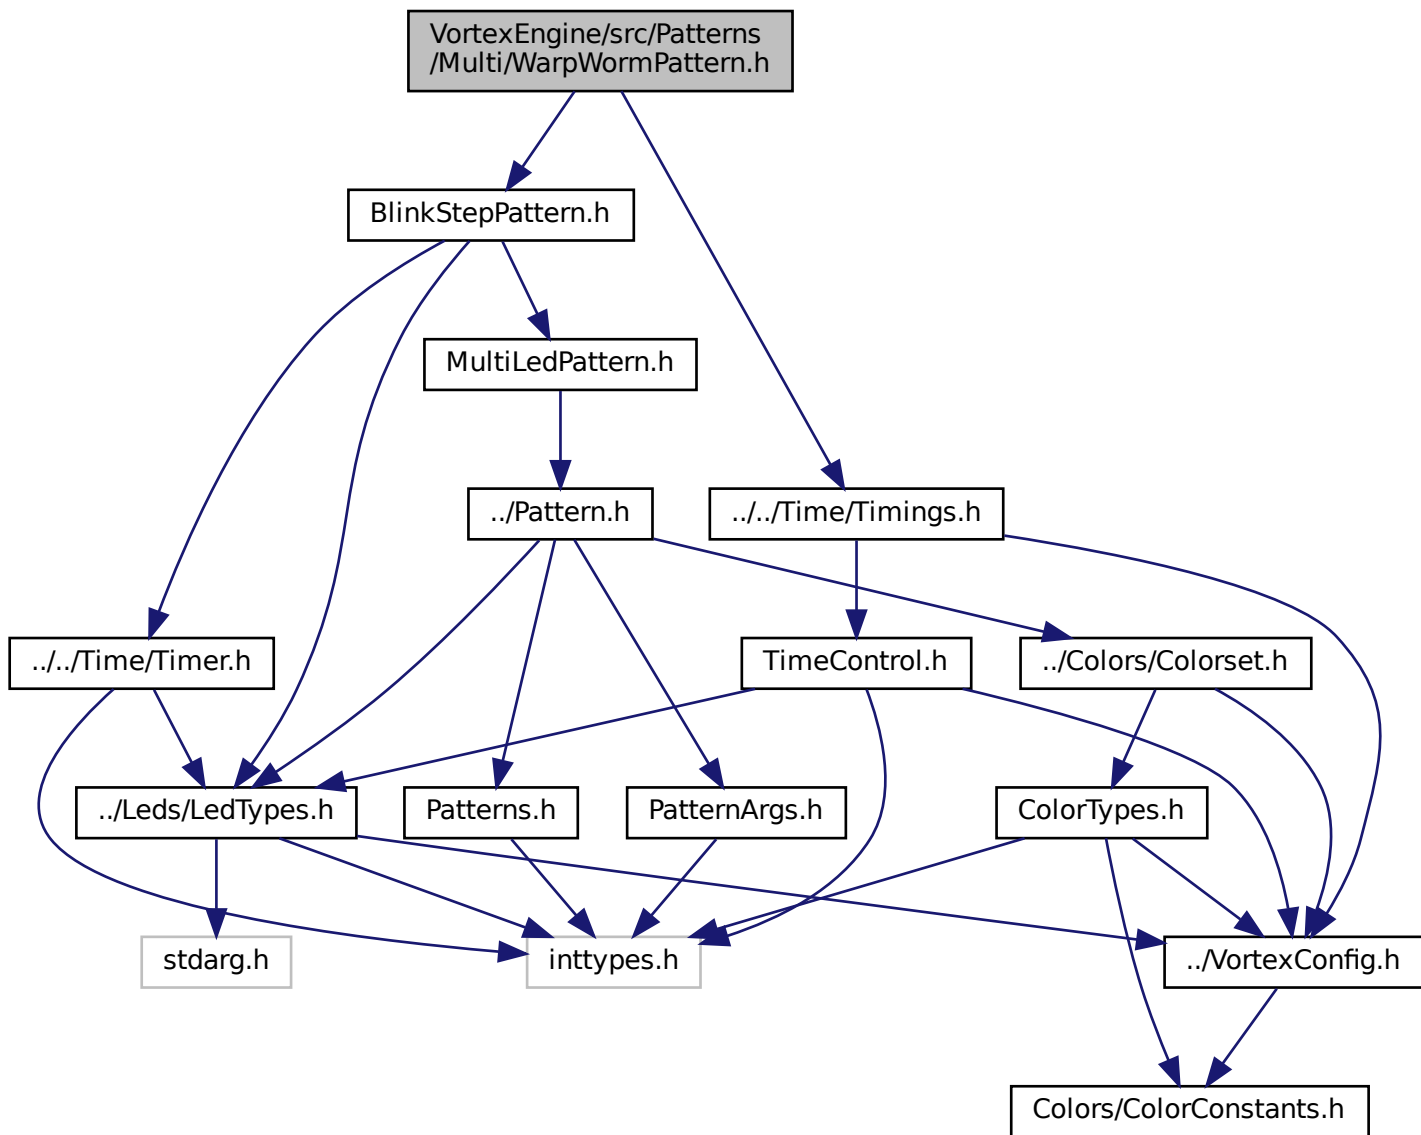 VortexEngine/src/Patterns
/Multi/WarpWormPattern.h
BlinkStepPattern.h
MultiLedPattern.h
../Pattern.h
../../Time/Timings.h
../../Time/Timer.h
TimeControl.h
../Colors/Colorset.h
../Leds/LedTypes.h
Patterns.h
PatternArgs.h
ColorTypes.h
stdarg.h
inttypes.h
../VortexConfig.h
Colors/ColorConstants.h